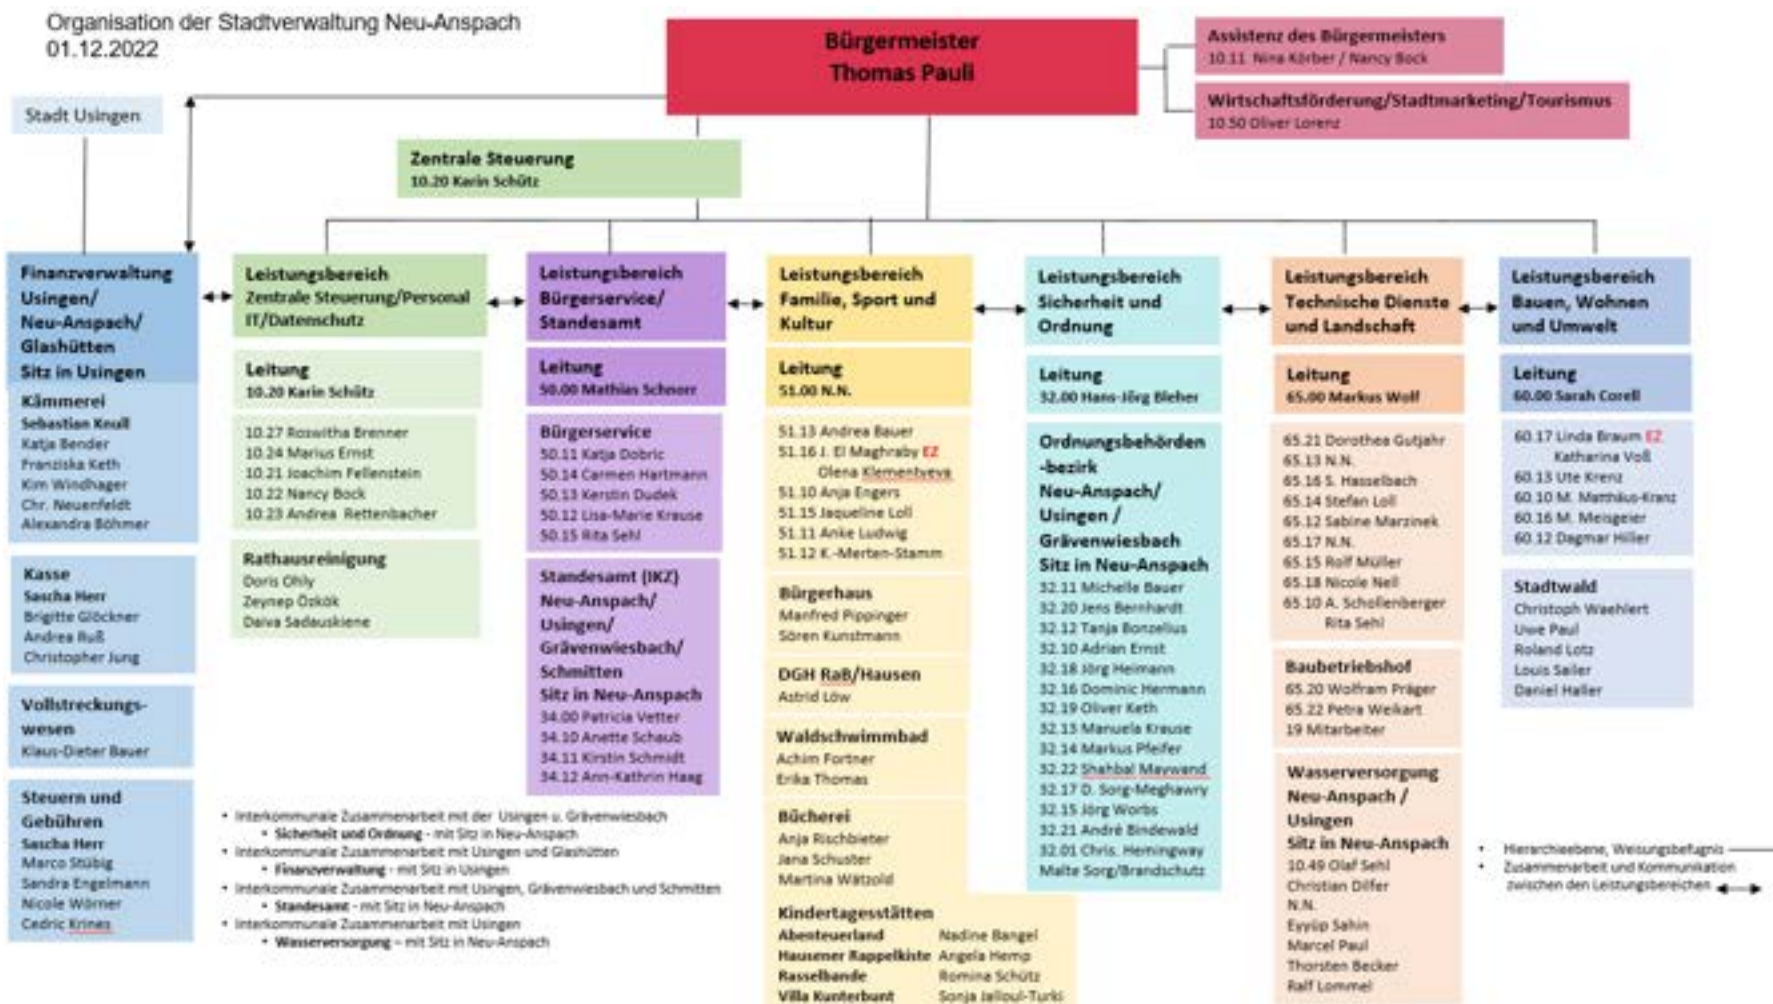 Organisation der Stadtverwaltung Neu-Anspach
01.12.2022
Bürgermeister
Thomas Pauli
Assistenz des Bürgermeisters
10.11 Nina Körber / Nancy Bock
Wirtschaftsförderung/Stadtmarketing/Tourismus
10.50 Oliver Lorenz
Stadt Usingen
Zentrale Steuerung
10.20 Karin Schütz
Finanzverwaltung
Usingen/
Neu-Anspach/
Glashütten
Sitz in Usingen
Kämmerei
Sebastian Knull
Katja Bender
Franziska Keth
Kim Windhager
Chr. Neuenfeldt
Alexandra Böhmer
Kasse
Sascha Herr
Brigitte Glöckner
Andrea Ruß
Christopher Jung
Vollstreckungs-
wesen
Klaus-Dieter Bauer
Steuern und
Gebühren
Sascha Herr
Marco Stübig
Sandra Engelmann
Nicole Wörner
Cedric Krines
Leistungsbereich
Zentrale Steuerung/Personal
IT/Datenschutz
Leitung
10.20 Karin Schütz
10.27 Roswitha Brenner
10.24 Marius Ernst
10.21 Joachim Fellenstein
10.22 Nancy Bock
10.23 Andrea Rettenbacher
Rathausreinigung
Doris Ohly
Zeynep Özkök
Daiva Sadauskiene
Leistungsbereich
Bürgerservice/
Standesamt
Leitung
50.00 Mathias Schnorr
Bürgerservice
50.11 Katja Dobric
50.14 Carmen Hartmann
50.13 Kerstin Dudek
50.12 Lisa-Marie Krause
50.15 Rita Sehl
Standesamt (IKZ)
Neu-Anspach/
Usingen/
Grävenwiesbach/
Schmitten
Sitz in Neu-Anspach
34.00 Patricia Vetter
34.10 Anette Schaub
34.11 Kirstin Schmidt
34.12 Ann-Kathrin Haag
Leistungsbereich
Familie, Sport und
Kultur
Leitung
51.00 N.N.
51.13 Andrea Bauer
51.16 J. El Maghraby EZ
Olena Klementveva
51.10 Anja Engers
51.15 Jaqueline Loll
51.11 Anke Ludwig
51.12 K.-Merten-Stamm
Bürgerhaus
Manfred Pippinger
Sören Kunstmann
DGH RaB/Hausen
Astrid Löw
Waldschwimmbad
Achim Fortner
Erika Thomas
Bücherei
Anja Rischbieter
Jana Schuster
Martina Wätzold
Kindertagesstätten
Abenteuerland Nadine Bangel
Hausener Rappelkiste Angela Hemp
Rasselbande Romina Schütz
Villa Kunterbunt Sonja Jelloul-Turki
Leistungsbereich
Sicherheit und
Ordnung
Leitung
32.00 Hans-Jörg Bleher
Ordnungsbehörden
-bezirk
Neu-Anspach/
Usingen /
Grävenwiesbach
Sitz in Neu-Anspach
32.11 Michelle Bauer
32.20 Jens Bernhardt
32.12 Tanja Bonzelius
32.10 Adrian Ernst
32.18 Jörg Heimann
32.16 Dominic Hermann
32.19 Oliver Keth
32.13 Manuela Krause
32.14 Markus Pfeifer
32.22 Shahbal Maywand
32.17 D. Sorg-Meghawry
32.15 Jörg Worbs
32.21 André Bindewald
32.01 Chris. Hemingway
Malte Sorg/Brandschutz
Leistungsbereich
Technische Dienste
und Landschaft
Leitung
65.00 Markus Wolf
65.21 Dorothea Gutjahr
65.13 N.N.
65.16 S. Hasselbach
65.14 Stefan Loll
65.12 Sabine Marzinek
65.17 N.N.
65.15 Rolf Müller
65.18 Nicole Nell
65.10 A. Schollenberger
Rita Sehl
Baubetriebshof
65.20 Wolfram Präger
65.22 Petra Weikart
19 Mitarbeiter
Wasserversorgung
Neu-Anspach /
Usingen
Sitz in Neu-Anspach
10.49 Olaf Sehl
Christian Dilfer
N.N.
Eyyüp Sahin
Marcel Paul
Thorsten Becker
Ralf Lommel
Leistungsbereich
Bauen, Wohnen
und Umwelt
Leitung
60.00 Sarah Corell
60.17 Linda Braum EZ
Katharina Voß
60.13 Ute Krenz
60.10 M. Matthäus-Kranz
60.16 M. Meisgeier
60.12 Dagmar Hiller
Stadtwald
Christoph Waehlert
Uwe Paul
Roland Lotz
Louis Sailer
Daniel Haller
• Interkommunale Zusammenarbeit mit der Usingen u. Grävenwiesbach
• Sicherheit und Ordnung - mit Sitz in Neu-Anspach
• Interkommunale Zusammenarbeit mit Usingen und Glashütten
• Finanzverwaltung - mit Sitz in Usingen
• Interkommunale Zusammenarbeit mit Usingen, Grävenwiesbach und Schmitten
• Standesamt - mit Sitz in Neu-Anspach
• Interkommunale Zusammenarbeit mit Usingen
• Wasserversorgung – mit Sitz in Neu-Anspach
• Hierarchieebene, Weisungsbefugnis
• Zusammenarbeit und Kommunikation
zwischen den Leistungsbereichen